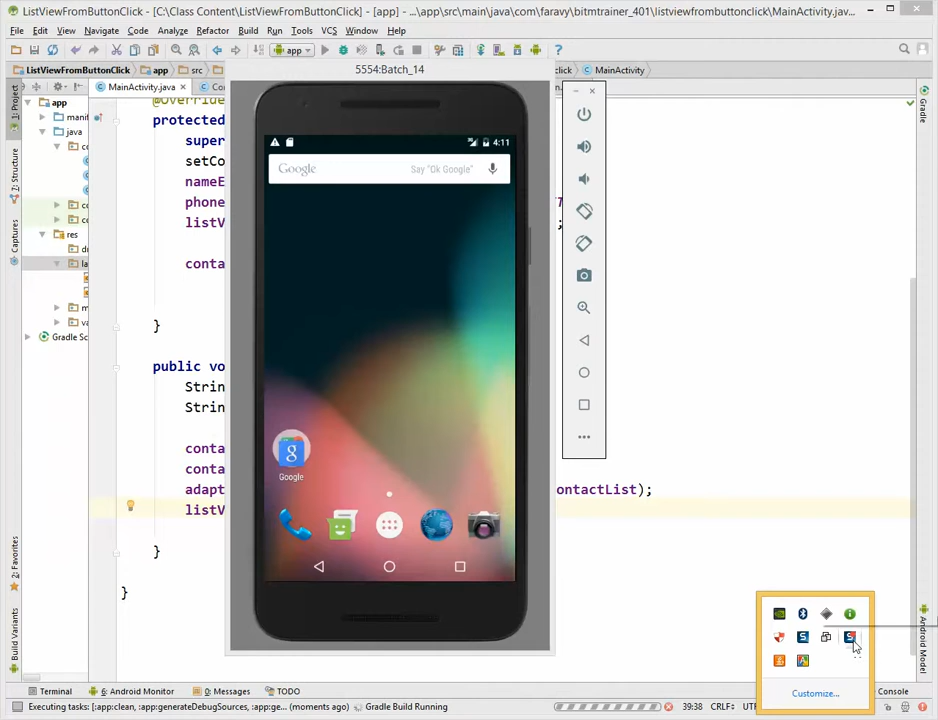 ListViewFromButtonClick - [C:\Class Content\ListViewFromButtonClick] - [app] - ...\app\src\main\java\com\faravy\bitmtrainer_401\listviewfrombuttonclick\MainActivity.java...
File Edit View Navigate Code Analyze Refactor Build Run Tools VCS Window Help
app
ListViewFromButtonClick app src
5554:Batch_14
click MainActivity
1: Project
MainActivity.java
Gradle
app
manif
java
res
Gradle Sc
7: Structure
Captures
2: Favorites
Build Variants
Android Model
@Override
protected
super
setCo
nameE
phone
listV
;
conta
}
public vo
Strin
Strin
conta
conta
adapt
ontactList);
listV
}
}
4:11
Google
Say "Ok Google"
Google
Customize...
Terminal 6: Android Monitor 0: Messages TODO
Console
Executing tasks: [:app:clean, :app:generateDebugSources, :app:ge... (moments ago) Gradle Build Running
39:38 CRLF: UT